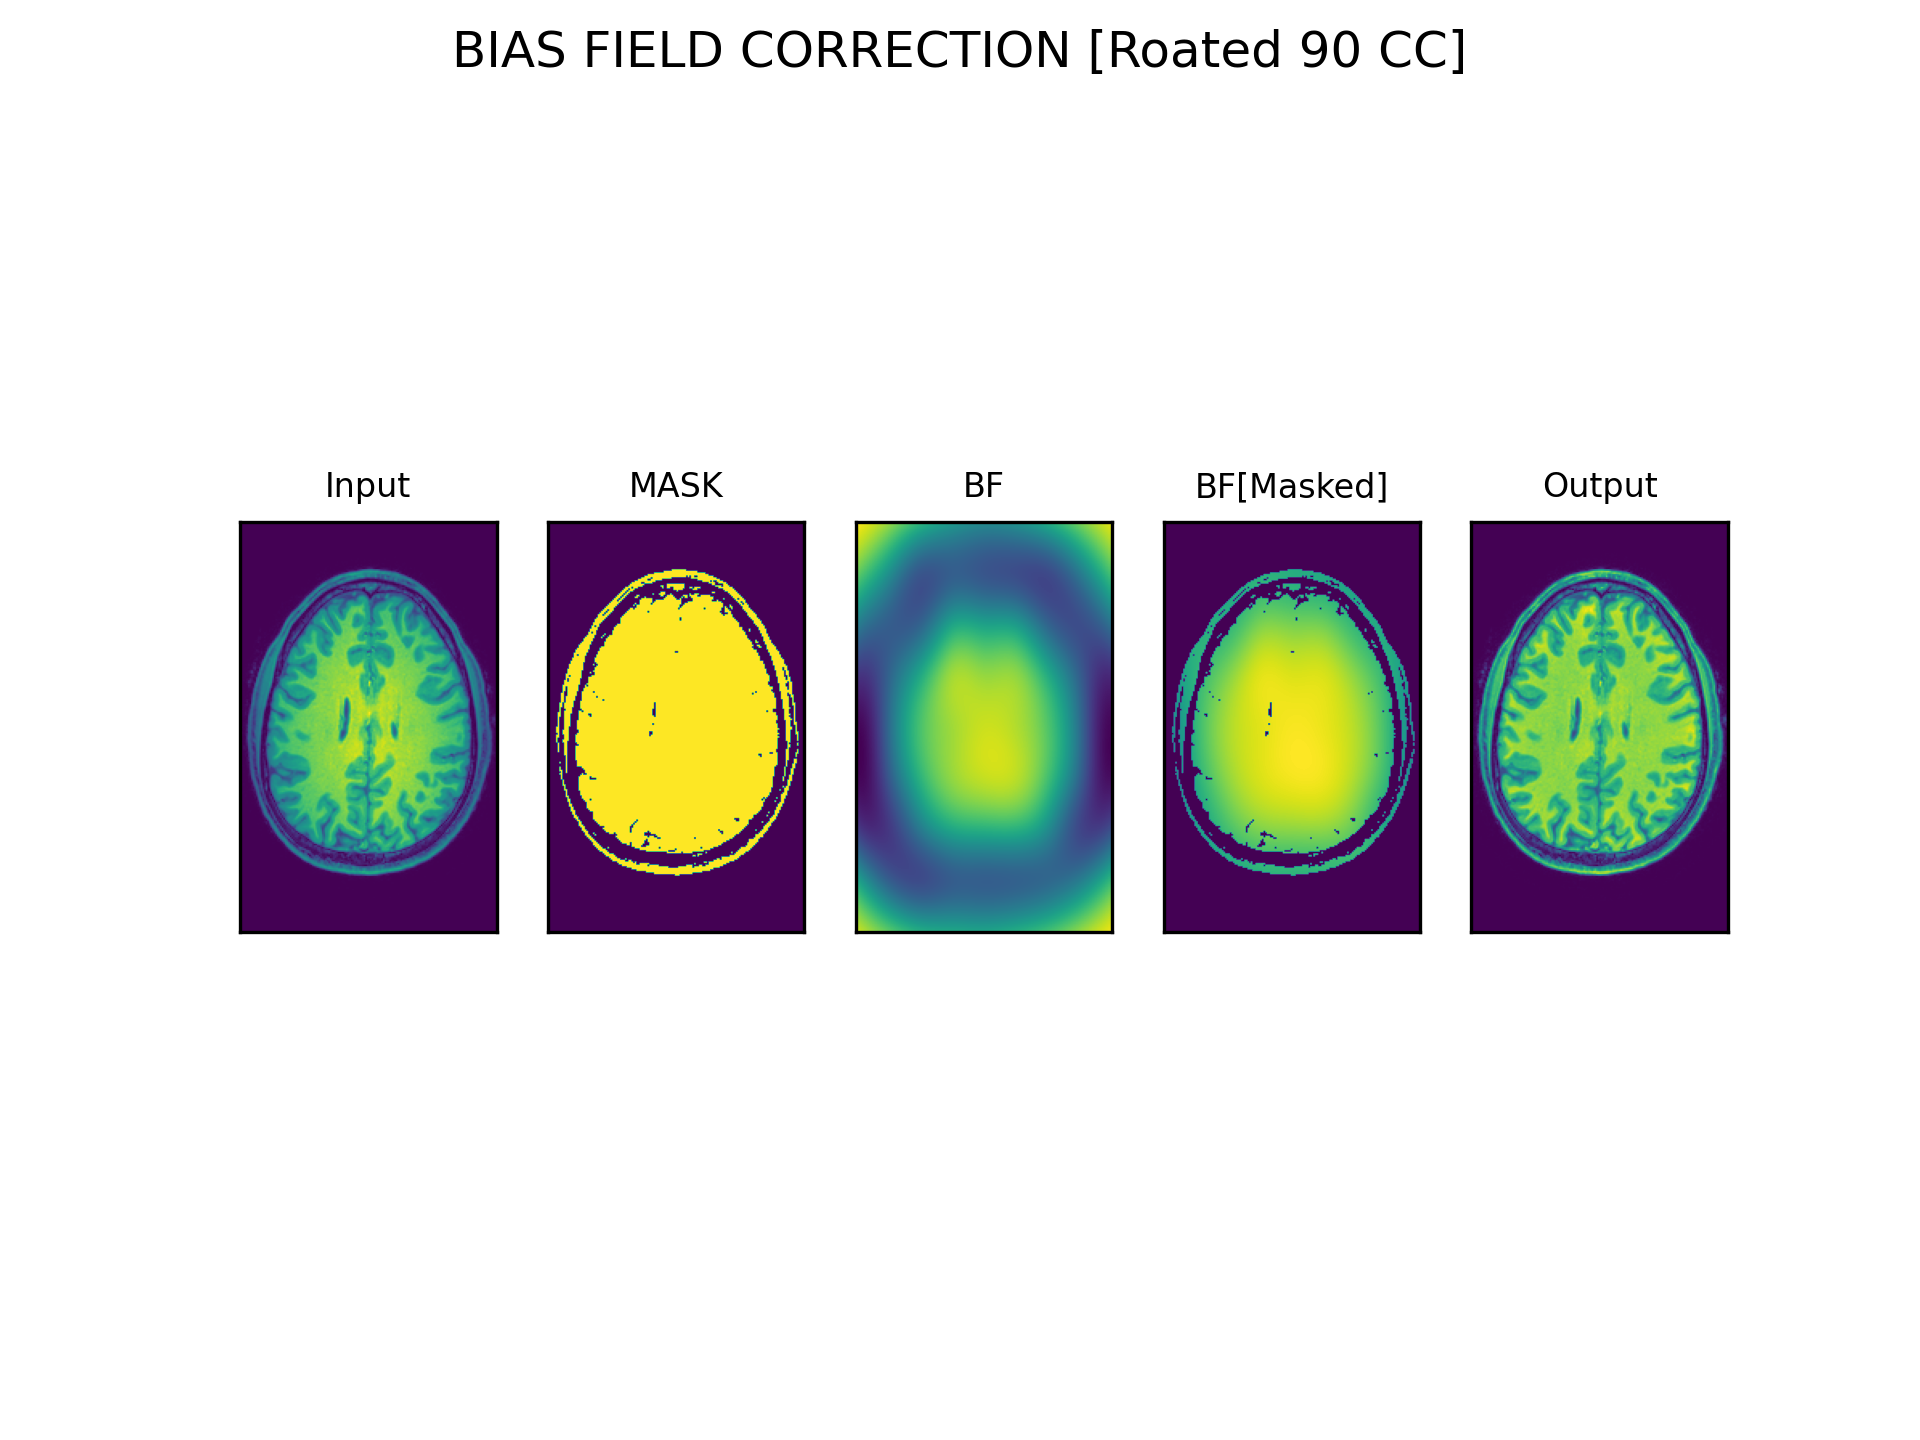 BIAS FIELD CORRECTION [Roated 90 CC]
Input
MASK
BF
BF[Masked]
Output